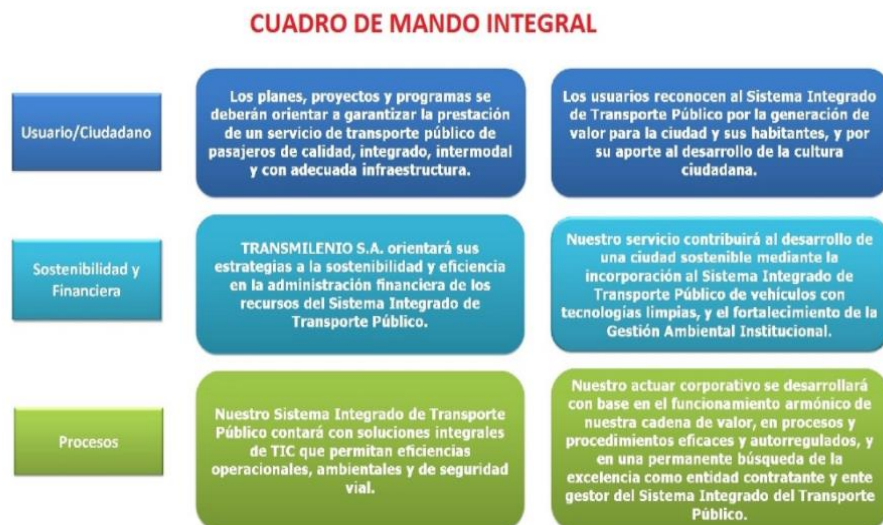 CUADRO DE MANDO INTEGRAL
Usuario/Ciudadano
Los planes, proyectos y programas se
deberán orientar a garantizar la prestación
de un servicio de transporte público de
pasajeros de calidad, integrado, intermodal
y con adecuada infraestructura.
Los usuarios reconocen al Sistema Integrado
de Transporte Público por la generación de
valor para la ciudad y sus habitantes, y por
su aporte al desarrollo de la cultura
ciudadana.
Sostenibilidad y
Financiera
TRANSMILENIO S.A. orientará sus
estrategias a la sostenibilidad y eficiencia
en la administración financiera de los
recursos del Sistema Integrado de
Transporte Público.
Nuestro servicio contribuirá al desarrollo de
una ciudad sostenible mediante la
incorporación al Sistema Integrado de
Transporte Público de vehículos con
tecnologías limpias, y el fortalecimiento de la
Gestión Ambiental Institucional.
Procesos
Nuestro Sistema Integrado de Transporte
Público contará con soluciones integrales
de TIC que permitan eficiencias
operacionales, ambientales y de seguridad
vial.
Nuestro actuar corporativo se desarrollará
con base en el funcionamiento armónico de
nuestra cadena de valor, en procesos y
procedimientos eficaces y autorregulados, y
en una permanente búsqueda de la
excelencia como entidad contratante y ente
gestor del Sistema Integrado del Transporte
Público.